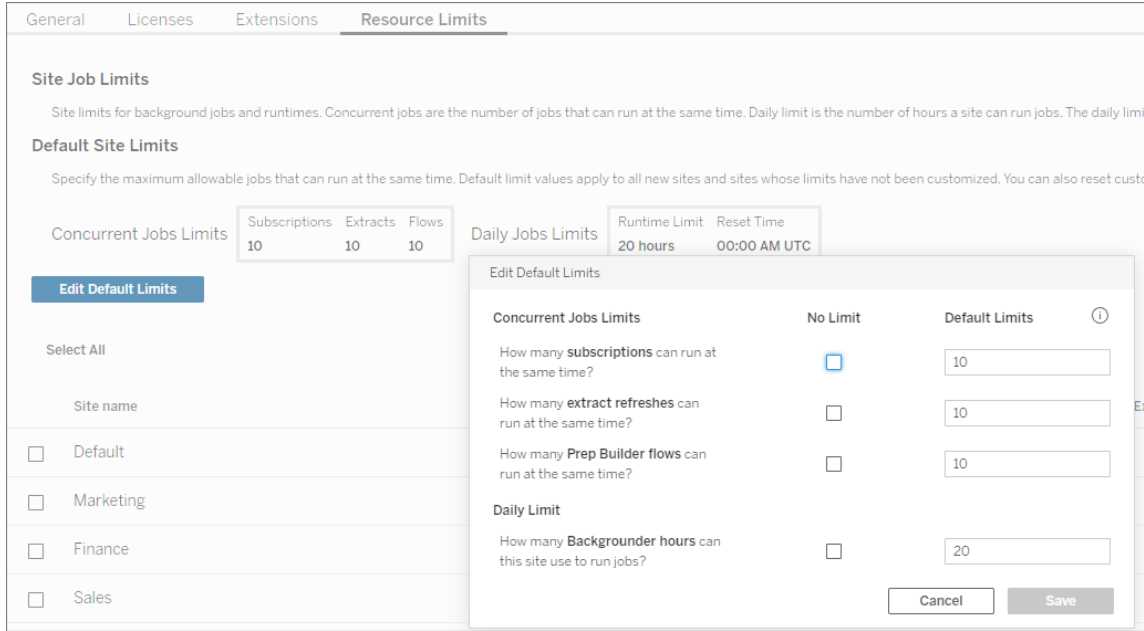 General Licenses Extensions Resource Limits
Site Job Limits
Site limits for background jobs and runtimes. Concurrent jobs are the number of jobs that can run at the same time. Daily limit is the number of hours a site can run jobs. The daily limi
Default Site Limits
Specify the maximum allowable jobs that can run at the same time. Default limit values apply to all new sites and sites whose limits have not been customized. You can also reset custo
Concurrent Jobs Limits
Subscriptions Extracts Flows
10 10 10
Daily Jobs Limits
Runtime Limit Reset Time
20 hours 00:00 AM UTC
Edit Default Limits
Select All
Site name
Default
Marketing
Finance
Sales
Edit Default Limits
Concurrent Jobs Limits No Limit Default Limits
How many subscriptions can run at
the same time?
10
How many extract refreshes can
run at the same time?
10
How many Prep Builder flows can
run at the same time?
10
Daily Limit
How many Backgrounder hours can
this site use to run jobs?
20
Cancel Save